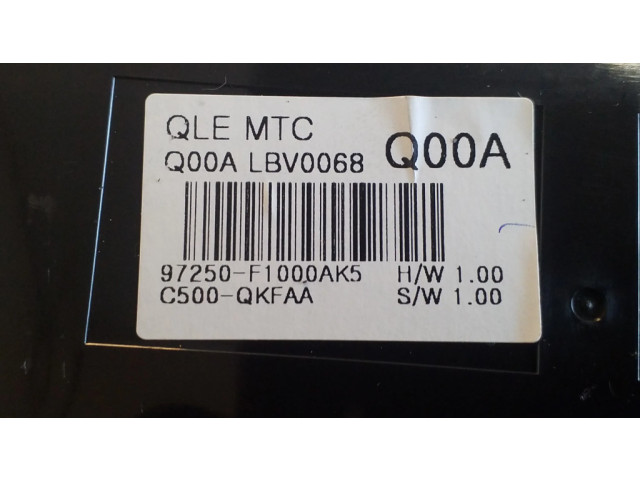 QLE MTC
Q00A LBV0068 Q00A
97250-F1000AK5 H/W 1.00
C500-QKFAA S/W 1.00